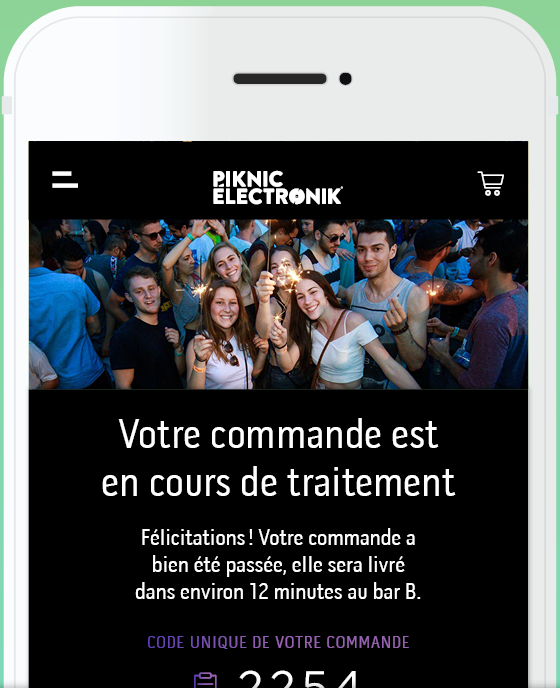 PIKNIC
ELECTRONIK
Votre commande est
en cours de traitement
Félicitations ! Votre commande a
bien été passée, elle sera livré
dans environ 12 minutes au bar B.
CODE UNIQUE DE VOTRE COMMANDE
2254